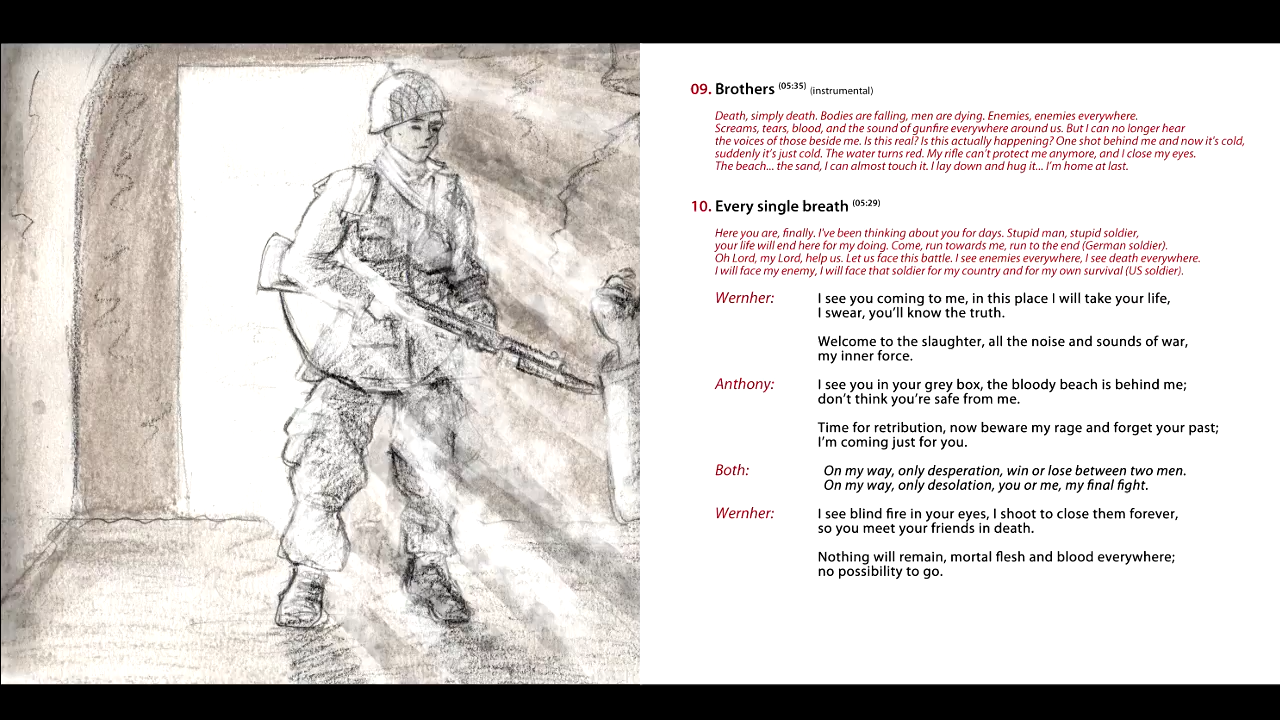 09. Brothers (05:35) (instrumental)
Death, simply death. Bodies are falling, men are dying. Enemies, enemies everywhere.
Screams, tears, blood, and the sound of gunfire everywhere around us. But I can no longer hear
the voices of those beside me. Is this real? Is this actually happening? One shot behind me and now it's cold,
suddenly it's just cold. The water turns red. My rifle can't protect me anymore, and I close my eyes.
The beach... the sand, I can almost touch it. I lay down and hug it... I'm home at last.
10. Every single breath (05:29)
Here you are, finally. I've been thinking about you for days. Stupid man, stupid soldier,
your life will end here for my doing. Come, run towards me, run to the end (German soldier).
Oh Lord, my Lord, help us. Let us face this battle. I see enemies everywhere, I see death everywhere.
I will face my enemy, I will face that soldier for my country and for my own survival (US soldier).
Wernher: I see you coming to me, in this place I will take your life,
I swear, you'll know the truth.
Welcome to the slaughter, all the noise and sounds of war,
my inner force.
Anthony: I see you in your grey box, the bloody beach is behind me;
don't think you're safe from me.
Time for retribution, now beware my rage and forget your past;
I'm coming just for you.
Both: On my way, only desperation, win or lose between two men.
On my way, only desolation, you or me, my final fight.
Wernher: I see blind fire in your eyes, I shoot to close them forever,
so you meet your friends in death.
Nothing will remain, mortal flesh and blood everywhere;
no possibility to go.